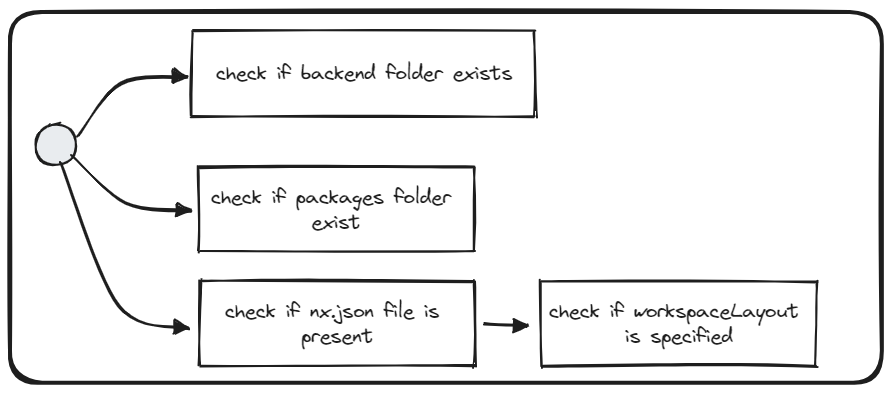 check if backend folder exists
check if packages folder
exist
check if nx.json file is
present
check if workspaceLayout
is specified